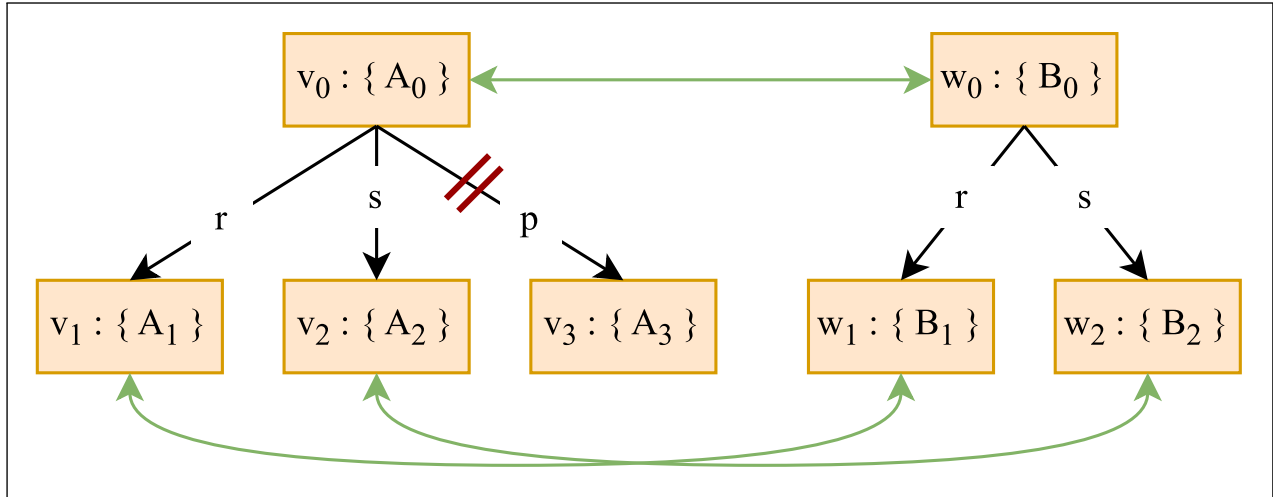 v₀ : { A₀ } w₀ : { B₀ }
r s p r s
v₁ : { A₁ } v₂ : { A₂ } v₃ : { A₃ } w₁ : { B₁ } w₂ : { B₂ }